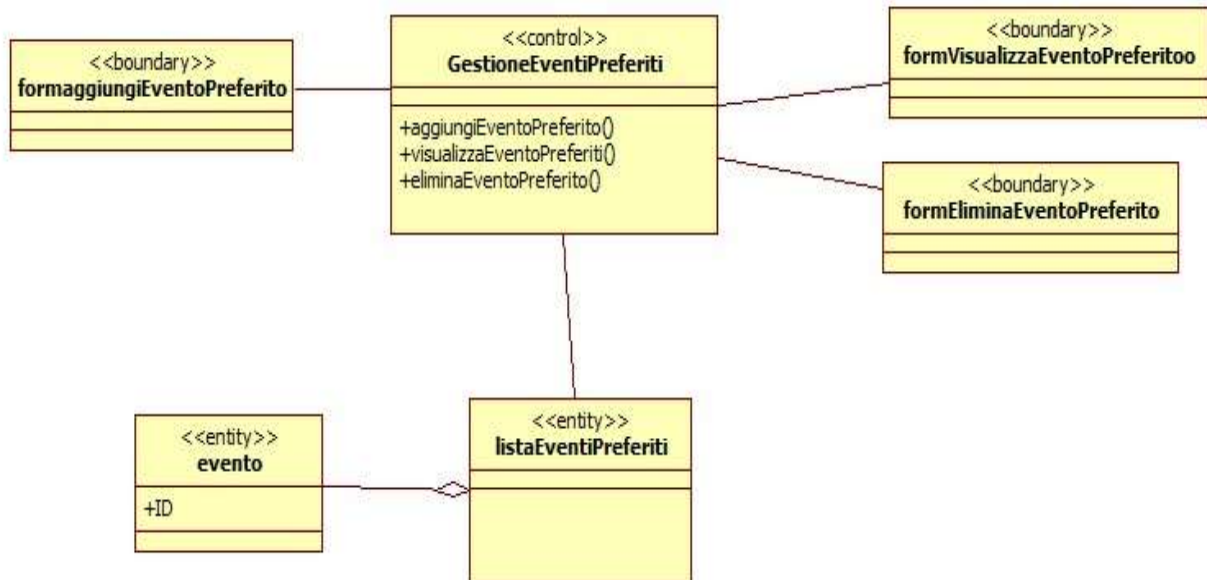 <<boundary>>
formaggiungiEventoPreferito
<<control>>
GestioneEventiPreferiti
+aggiungiEventoPreferito()
+visualizzaEventoPreferiti()
+eliminaEventoPreferito()
<<boundary>>
formVisualizzaEventoPreferitoo
<<boundary>>
formEliminaEventoPreferito
<<entity>>
evento
+ID
<<entity>>
listaEventiPreferiti